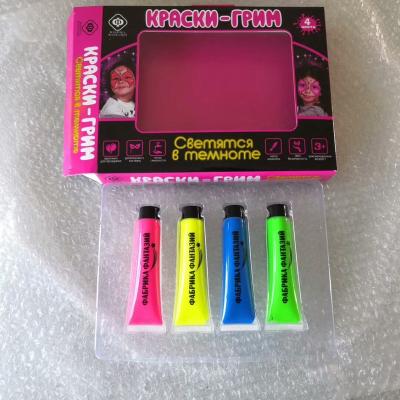 КРАСКИ-ГРИМ
4
КРАСКИ-ГРИМ
Светятся в темноте
Светятся
в темноте
3+
КРАСКИ-ГРИМ
ФАБРИКА ФАНТАЗИЙ
ФАБРИКА ФАНТАЗИЙ
ФАБРИКА ФАНТАЗИЙ
ФАБРИКА ФАНТАЗИЙ